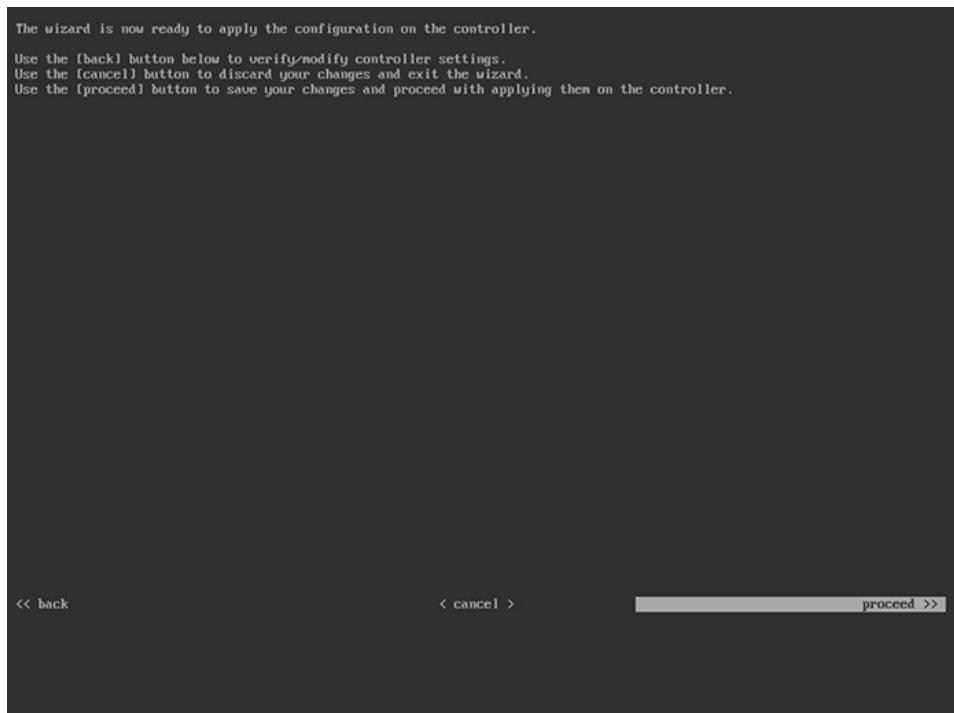 The wizard is now ready to apply the configuration on the controller.
Use the [back] button below to verify/modify controller settings.
Use the [cancel] button to discard your changes and exit the wizard.
Use the [proceed] button to save your changes and proceed with applying them on the controller.
<< back < cancel > proceed >>